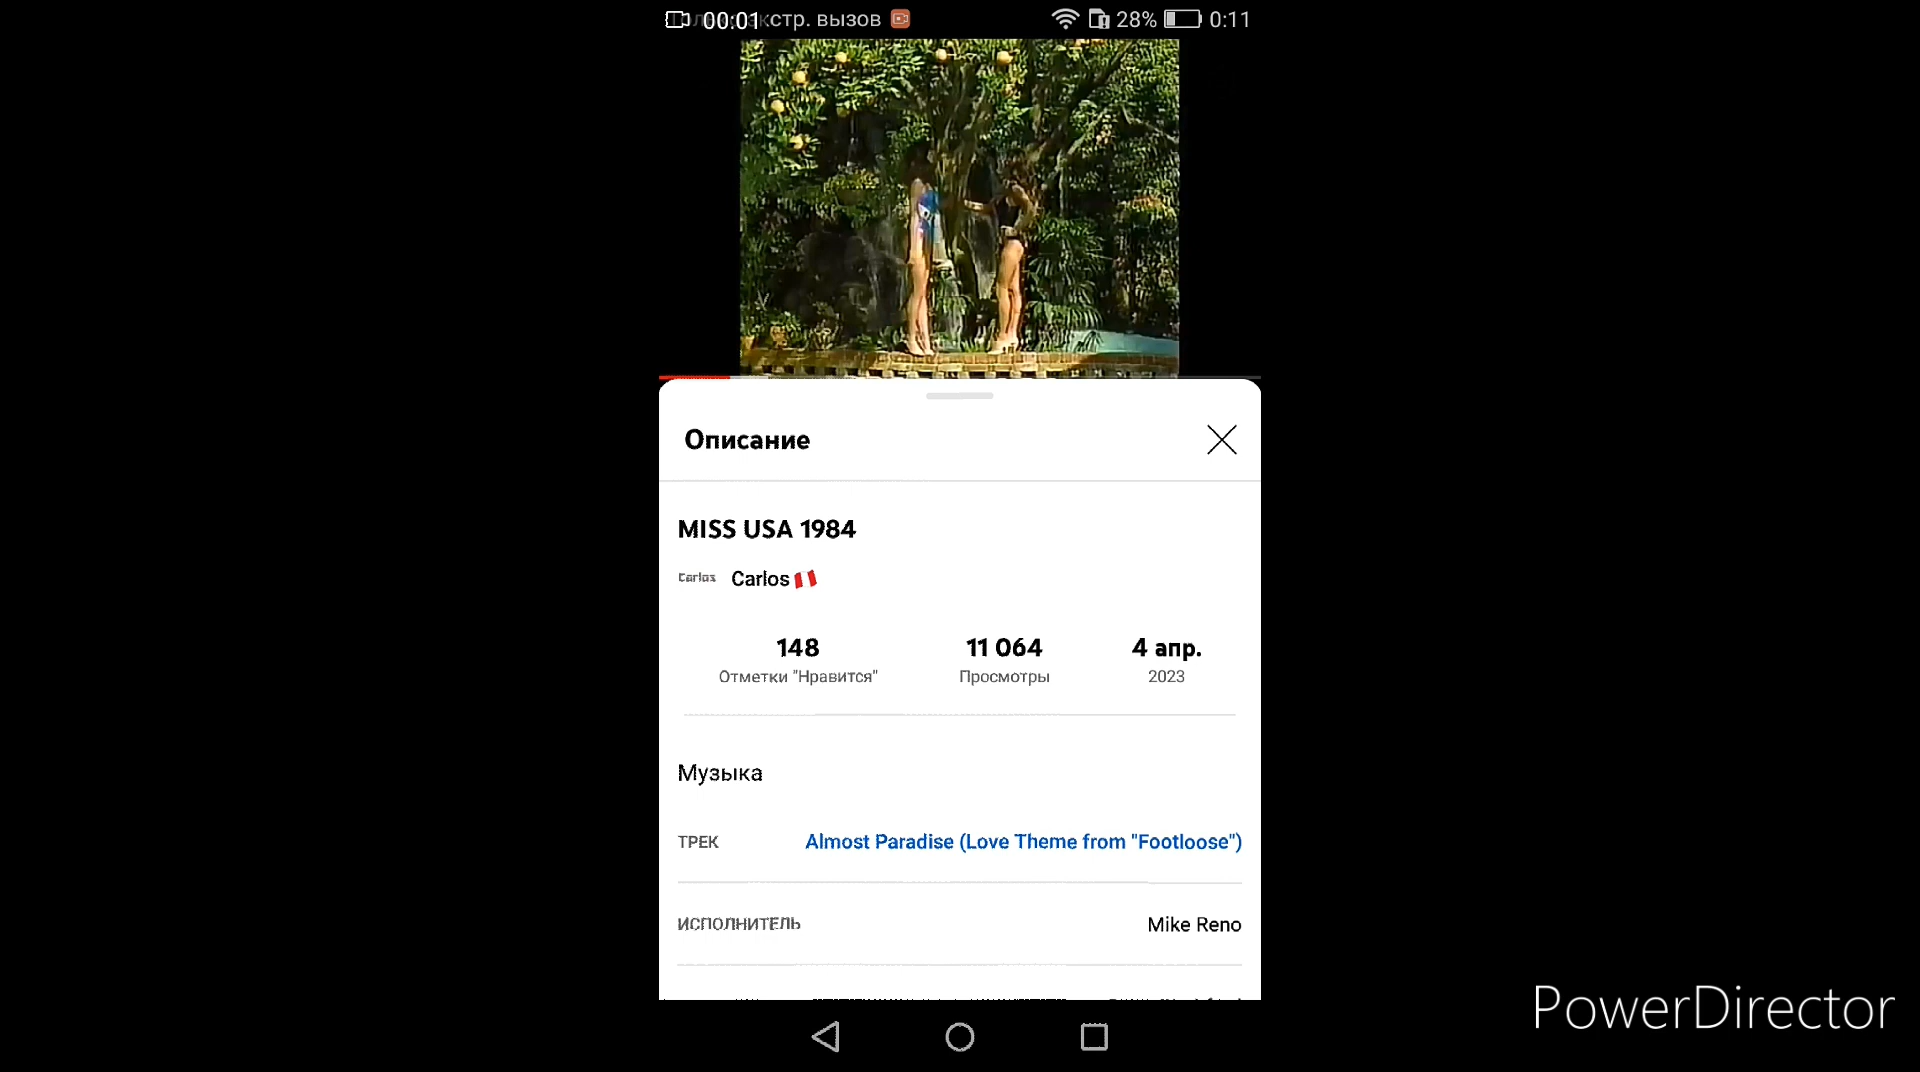 00:01 кстр. вызов 28% 0:11
Описание
MISS USA 1984
Carlos Carlos
148 11 064 4 апр.
Отметки "Нравится" Просмотры 2023
Музыка
ТРЕК Almost Paradise (Love Theme from "Footloose")
ИСПОЛНИТЕЛЬ Mike Reno
PowerDirector